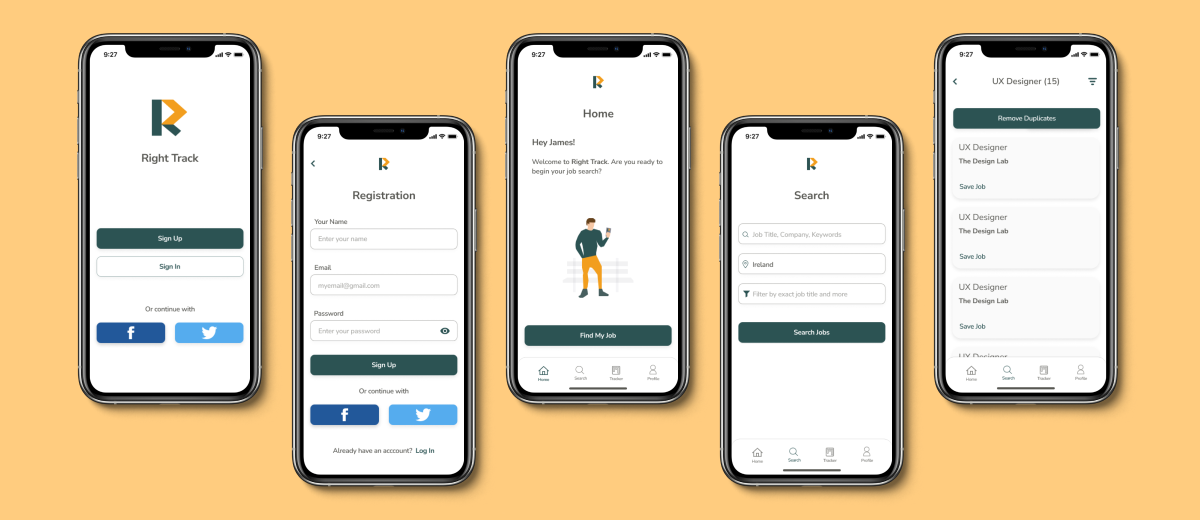 9:27
Right Track
Sign Up
Sign In
Or continue with
f
9:27
Registration
Your Name
Enter your name
Email
myemail@gmail.com
Password
Enter your password
Sign Up
Or continue with
f
Already have an acccount? Log In
9:27
Home
Hey James!
Welcome to Right Track. Are you ready to
begin your job search?
Find My Job
Home Search Tracker Profile
9:27
Search
Job Title, Company, Keywords
Ireland
Filter by exact job title and more
Search Jobs
Home Search Tracker Profile
9:27
UX Designer (15)
Remove Duplicates
UX Designer
The Design Lab
Save Job
UX Designer
The Design Lab
Save Job
UX Designer
The Design Lab
Save Job
UX Designer
Home Search Tracker Profile